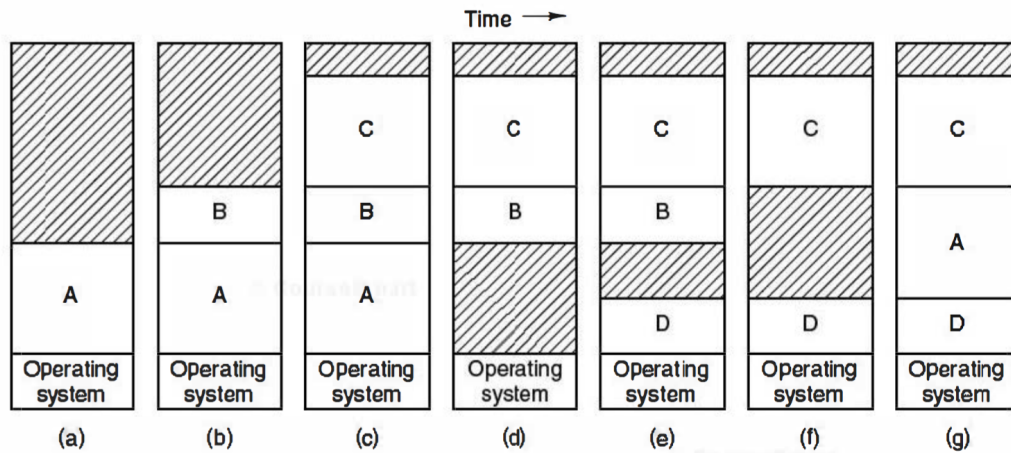 Time
C
C
C
C
C
B
B
B
B
A
A
A
A
D
D
D
Operating system
Operating system
Operating system
Operating system
Operating system
Operating system
Operating system
(a)
(b)
(c)
(d)
(e)
(f)
(g)